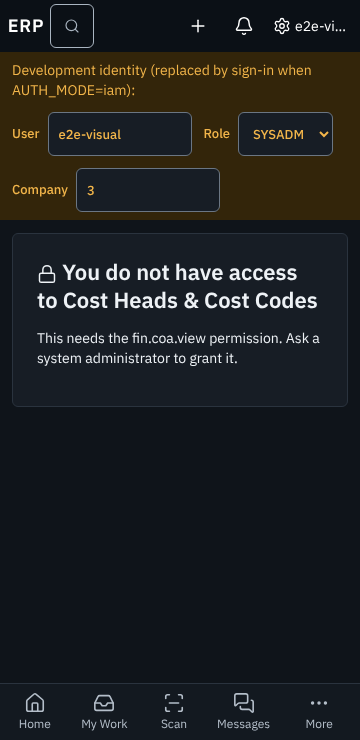 ERP
e2e-vi...
Development identity (replaced by sign-in when
AUTH_MODE=iam):
User e2e-visual Role SYSADM
Company 3
You do not have access
to Cost Heads & Cost Codes
This needs the fin.coa.view permission. Ask a
system administrator to grant it.
Home My Work Scan Messages More